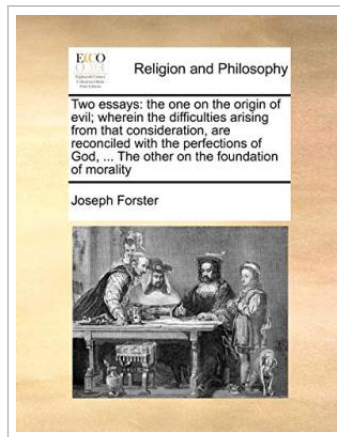 ECCO
Religion and Philosophy
Two essays: the one on the origin of
evil; wherein the difficulties arising
from that consideration, are
reconciled with the perfections of
God, ... The other on the foundation
of morality
Joseph Forster